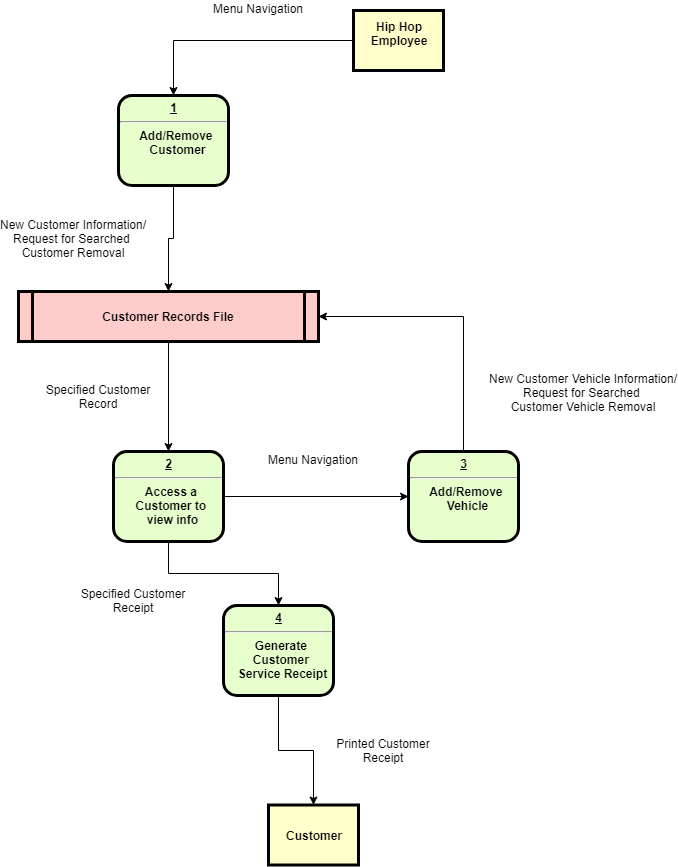 Menu Navigation
Hip Hop
Employee
1
Add/Remove
Customer
New Customer Information/
Request for Searched
Customer Removal
Customer Records File
Specified Customer
Record
New Customer Vehicle Information/
Request for Searched
Customer Vehicle Removal
2
Access a
Customer to
view info
Menu Navigation
3
Add/Remove
Vehicle
Specified Customer
Receipt
4
Generate
Customer
Service Receipt
Printed Customer
Receipt
Customer